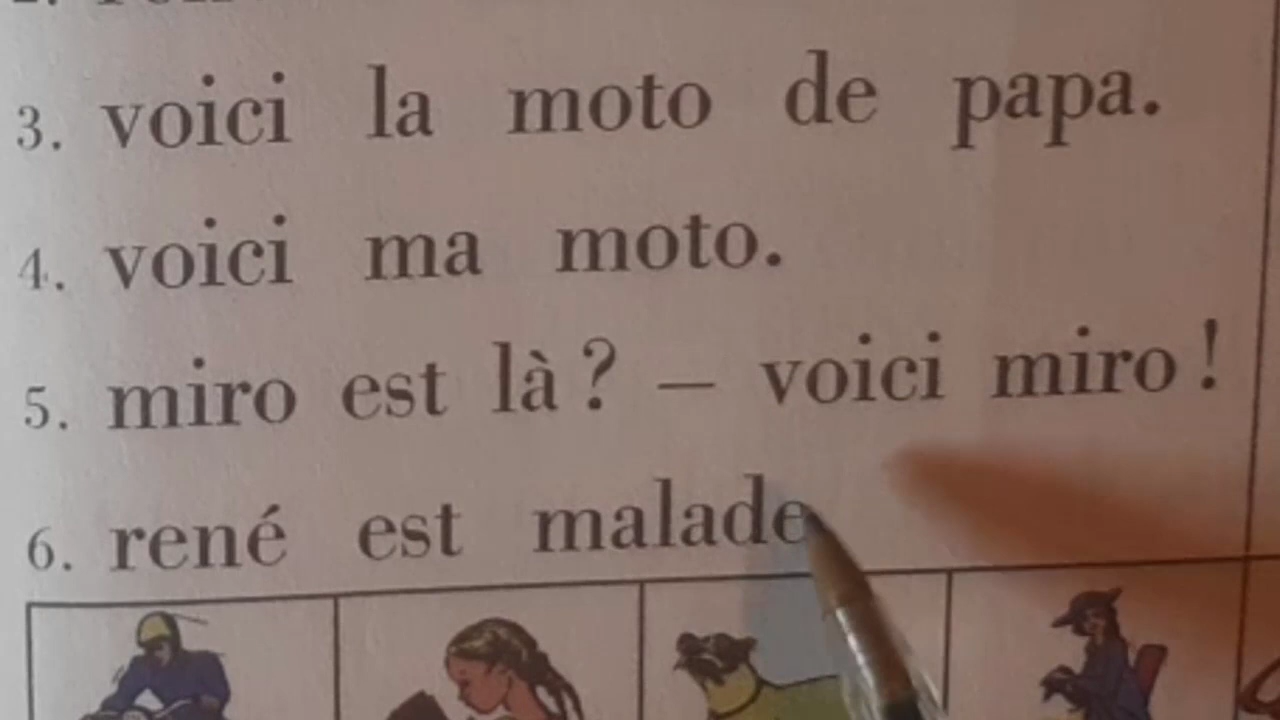 3. voici la moto de papa.
4. voici ma moto.
5. miro est là ? – voici miro !
6. rené est malade